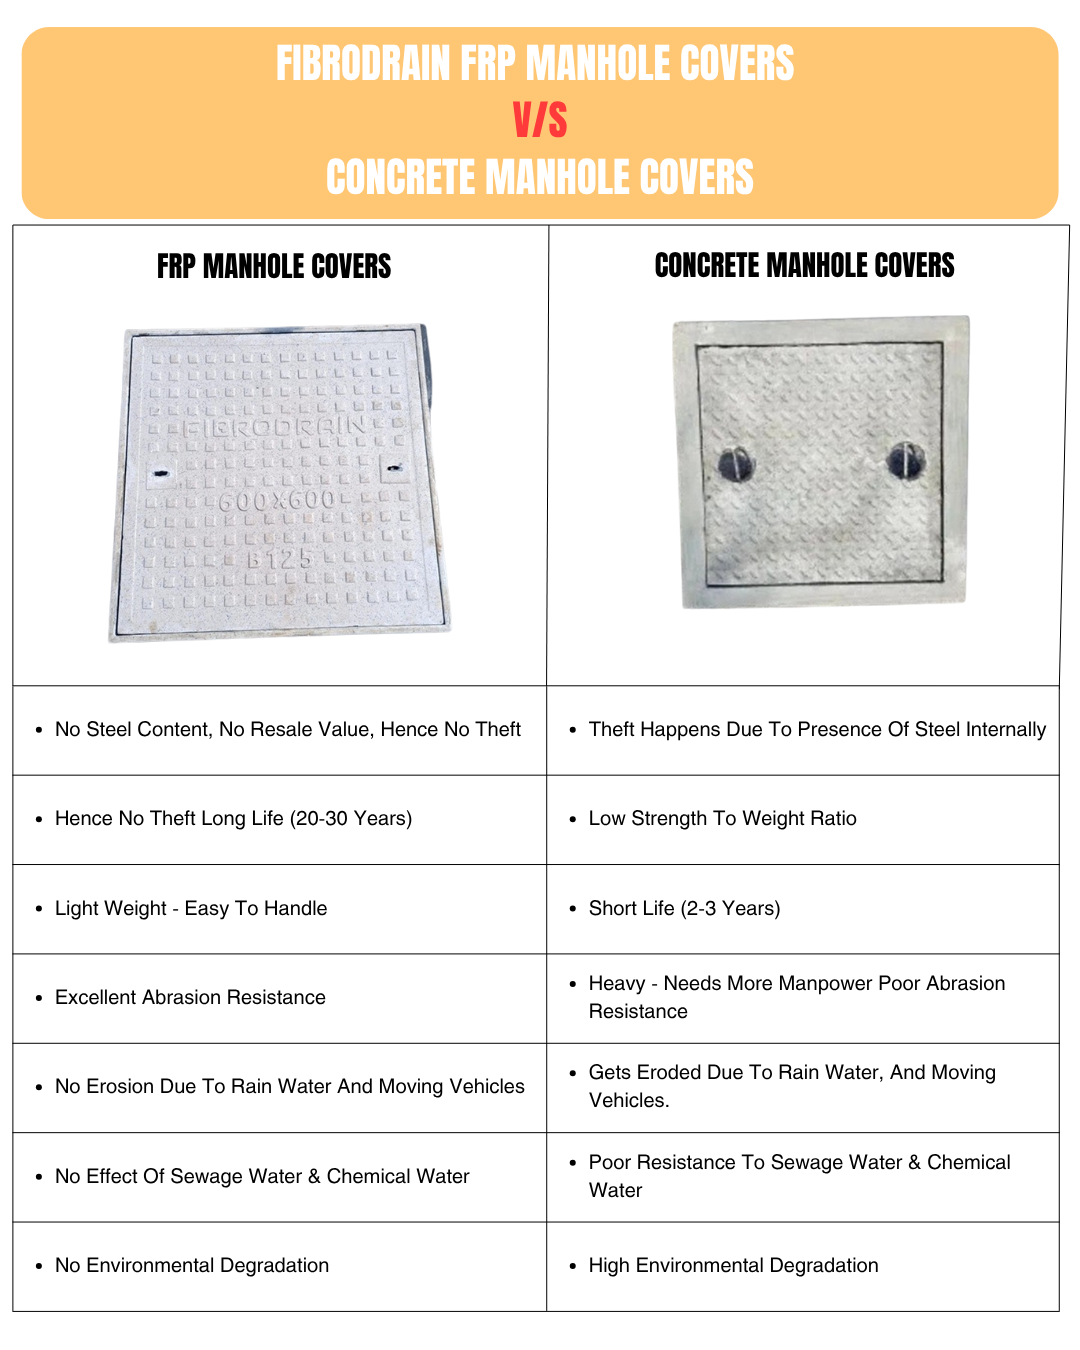 FIBRODRAIN FRP MANHOLE COVERS
V/S
CONCRETE MANHOLE COVERS
FRP MANHOLE COVERS
CONCRETE MANHOLE COVERS
FIBRODRAIN
600X600
B125
• No Steel Content, No Resale Value, Hence No Theft
• Theft Happens Due To Presence Of Steel Internally
• Hence No Theft Long Life (20-30 Years)
• Low Strength To Weight Ratio
• Light Weight - Easy To Handle
• Short Life (2-3 Years)
• Excellent Abrasion Resistance
• Heavy - Needs More Manpower Poor Abrasion
Resistance
• No Erosion Due To Rain Water And Moving Vehicles
• Gets Eroded Due To Rain Water, And Moving
Vehicles.
• No Effect Of Sewage Water & Chemical Water
• Poor Resistance To Sewage Water & Chemical
Water
• No Environmental Degradation
• High Environmental Degradation